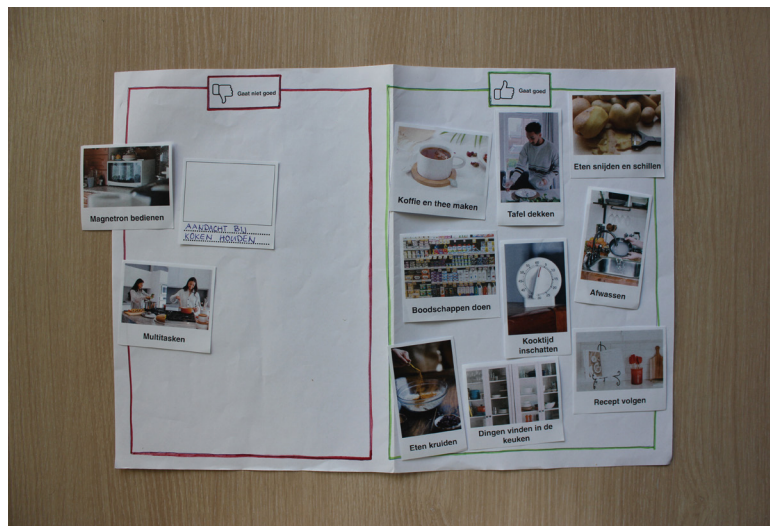 Gaat niet goed
Magnetron bedienen
AANDACHT BIJ
KOKEN HOUDEN
Multitasken
Gaat goed
Koffie en thee maken
Tafel dekken
Eten snijden en schillen
Boodschappen doen
Kooktijd
inschatten
Afwassen
Eten kruiden
Dingen vinden in de
keuken
Recept volgen